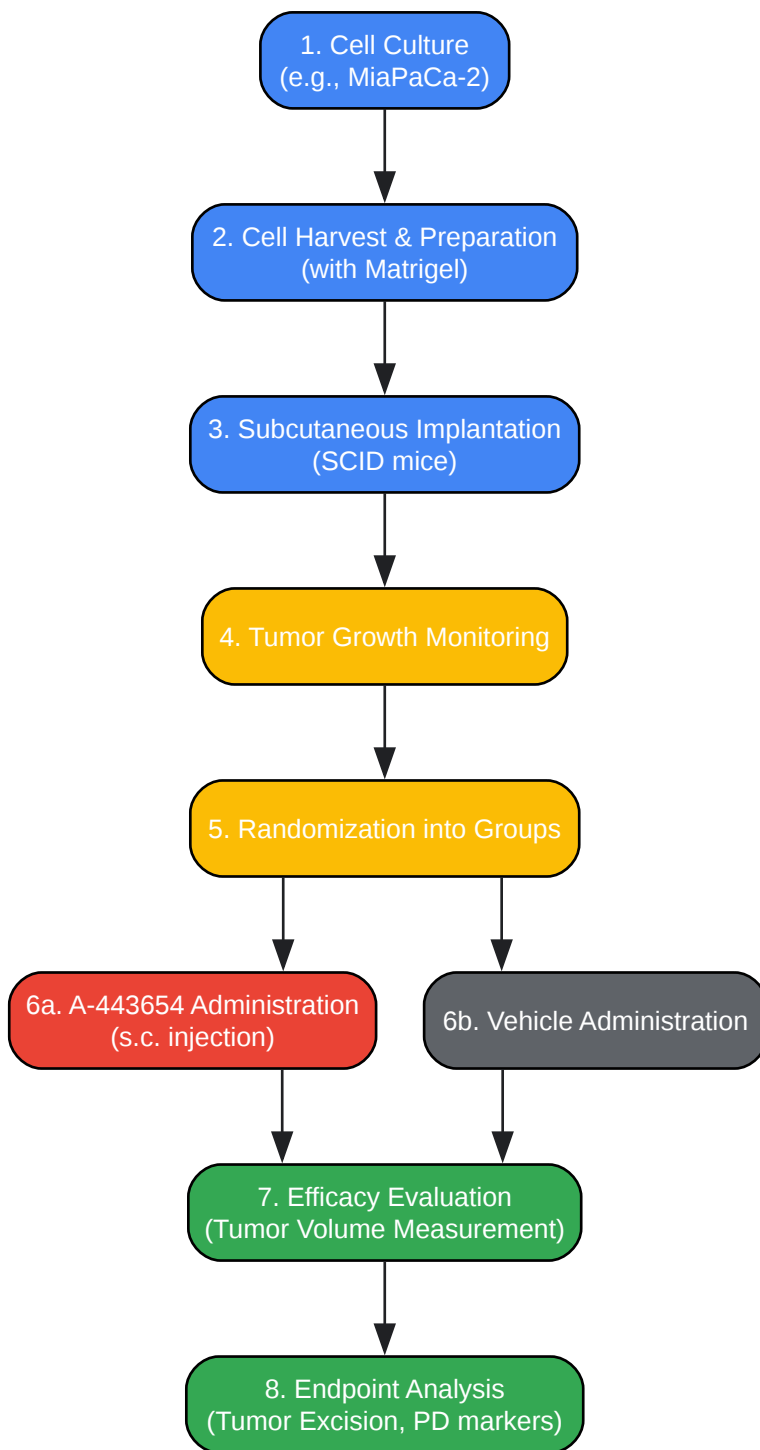 1. Cell Culture
(e.g., MiaPaCa-2)
2. Cell Harvest & Preparation
(with Matrigel)
3. Subcutaneous Implantation
(SCID mice)
4. Tumor Growth Monitoring
5. Randomization into Groups
6a. A-443654 Administration
(s.c. injection)
6b. Vehicle Administration
7. Efficacy Evaluation
(Tumor Volume Measurement)
8. Endpoint Analysis
(Tumor Excision, PD markers)